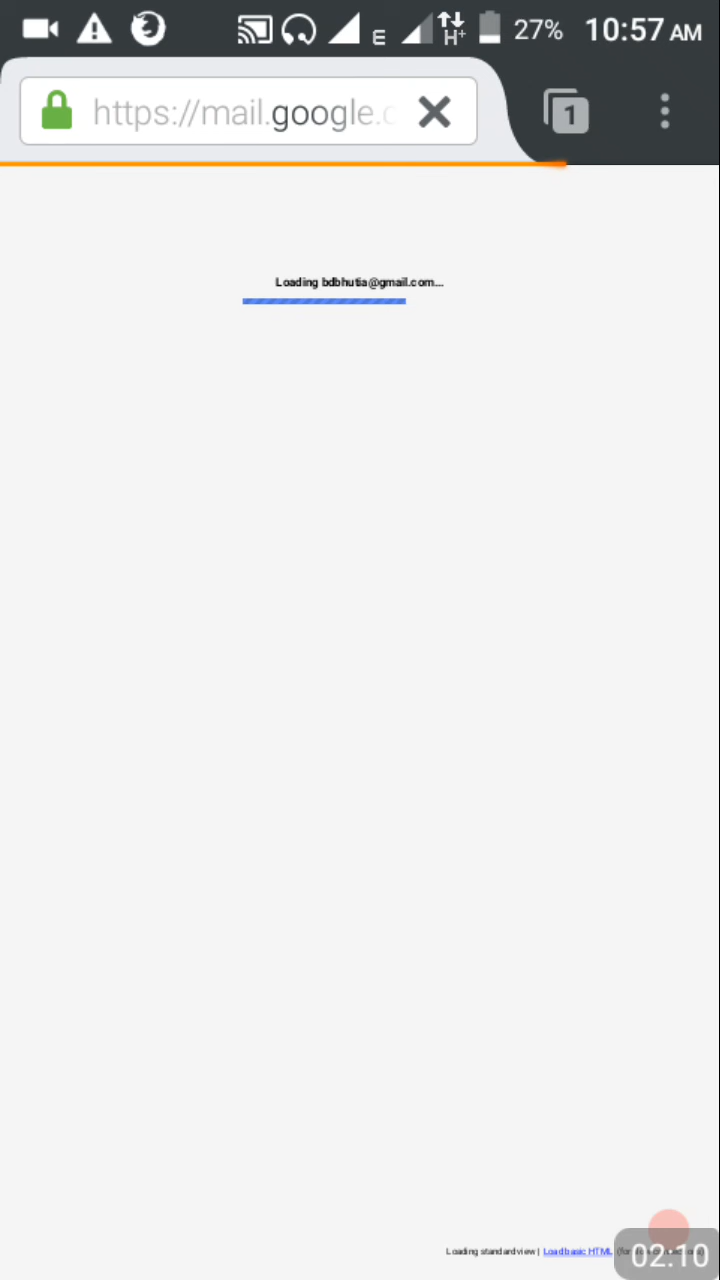 27% 10:57 AM
E H+
https://mail.google.c
1
Loading bdbhutia@gmail.com...
Loading standard view | Load basic HTML (for
02:10